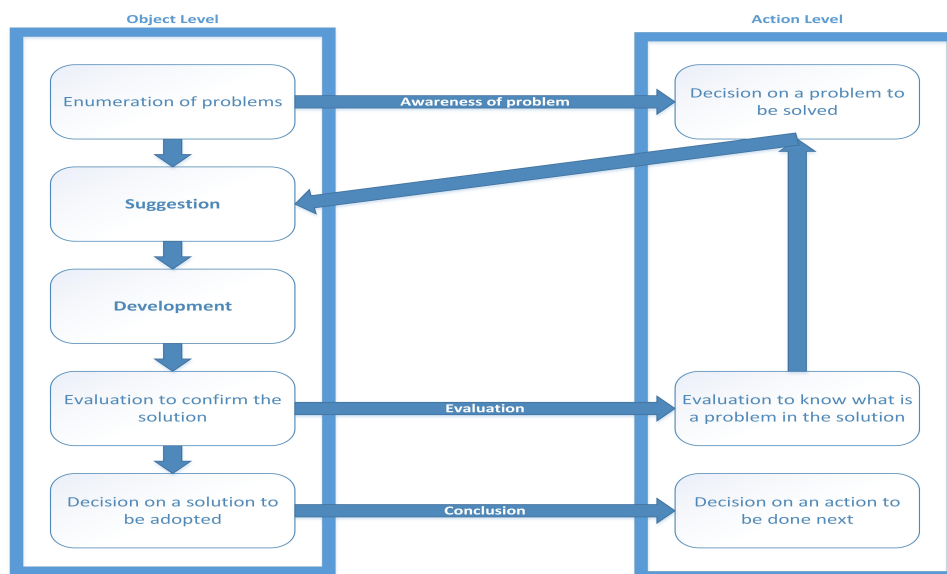 Object Level
Action Level
Enumeration of problems
Awareness of problem
Decision on a problem to
be solved
Suggestion
Development
Evaluation to confirm the
solution
Evaluation
Evaluation to know what is
a problem in the solution
Decision on a solution to
be adopted
Conclusion
Decision on an action to
be done next